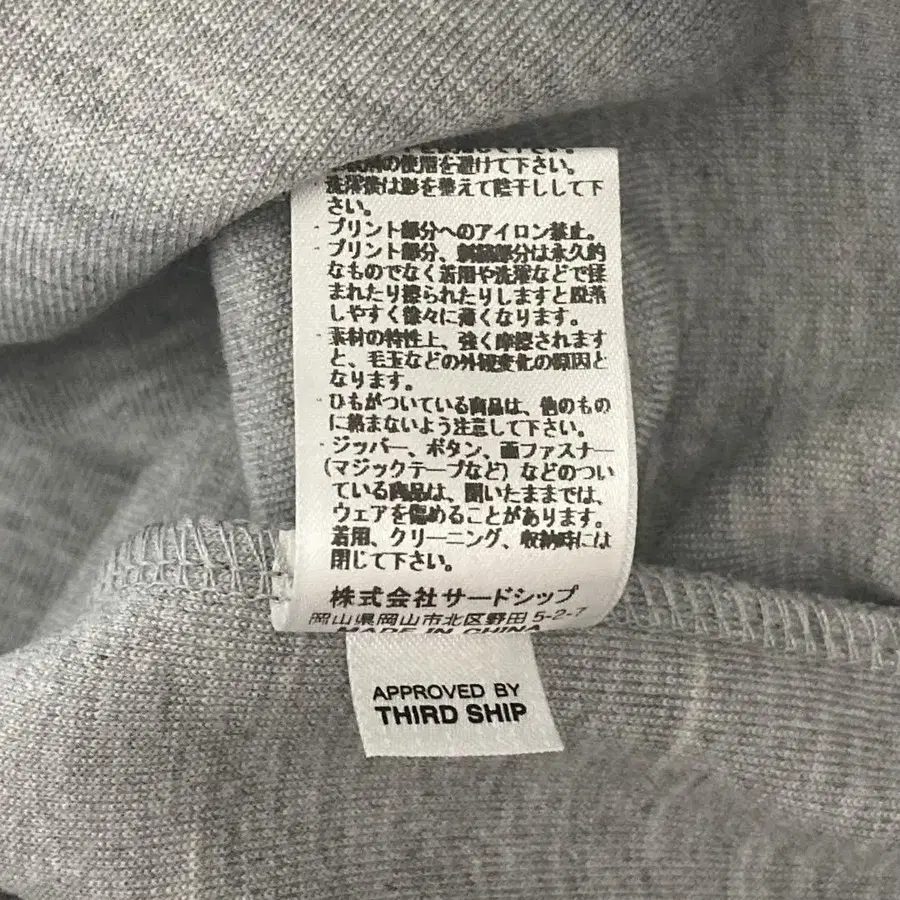 の使用を避けて下さい。
・洗濯後は形を整えて陰干しして下
さい。
・プリント部分へのアイロン禁止。
・プリント部分、刺繍部分は永久的
なものでなく着用や洗濯などで揉
まれたり擦られたりしますと脱落
しやすく徐々に薄くなります。
・素材の特性上、強く摩擦されます
と、毛玉などの外観変化の原因と
なります。
・ひもがついている商品は、他のもの
に絡まないよう注意して下さい。
・ジッパー、ボタン、面ファスナー
(マジックテープなど)などのつい
ている商品は、開いたままでは、
ウェアを傷めることがあります。
着用、クリーニング、収納時には
閉じて下さい。
株式会社サードシップ
岡山県岡山市北区野田5-2-7
MADE IN CHINA
APPROVED BY
THIRD SHIP